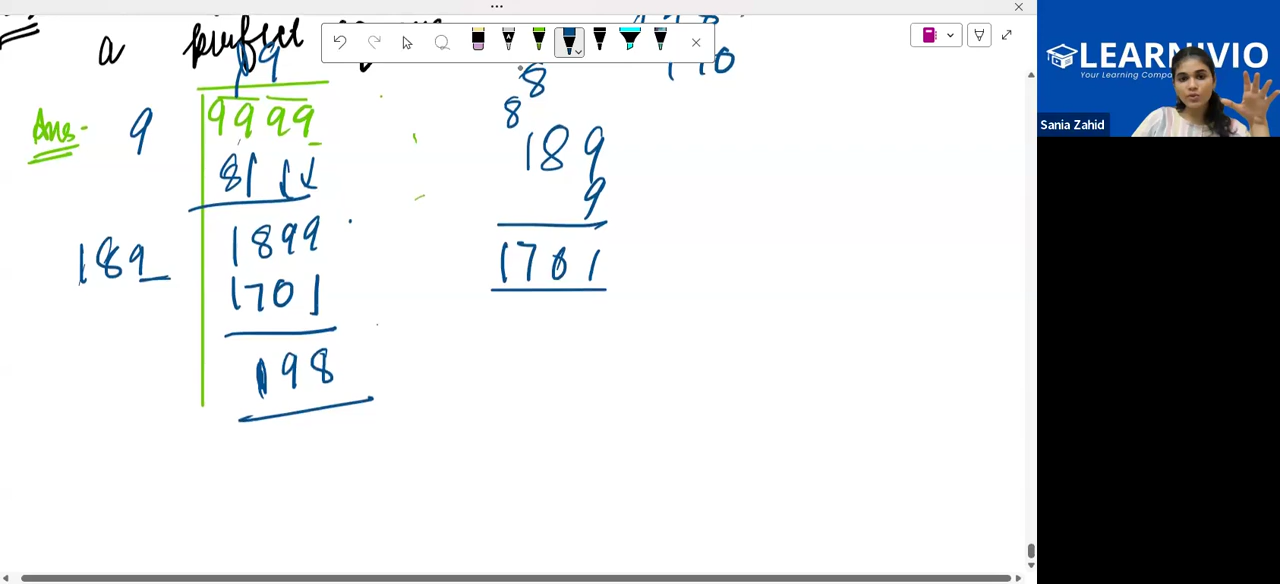 a perfect
99
Ans:- 9 9999
81
1899
189 1701
198
8
8
189
9
1701
LEARNIVIO
Your Learning Compa
Sania Zahid